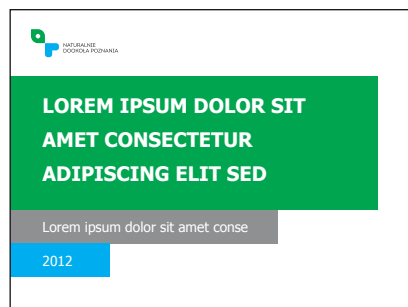 NATURALNIE
DOOKOŁA POZNANIA
LOREM IPSUM DOLOR SIT
AMET CONSECTETUR
ADIPISCING ELIT SED
Lorem ipsum dolor sit amet conse
2012